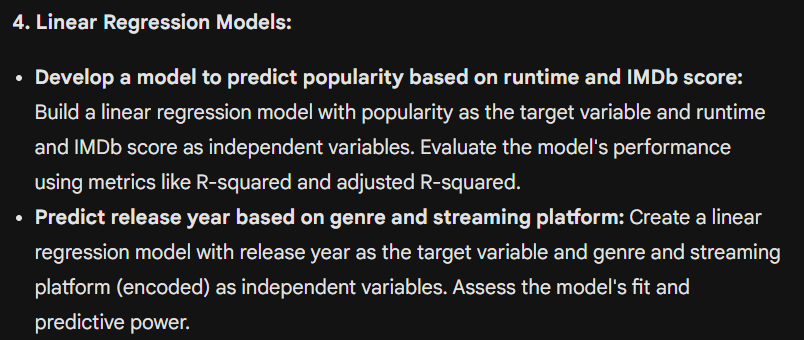 4. Linear Regression Models:
• Develop a model to predict popularity based on runtime and IMDb score:
Build a linear regression model with popularity as the target variable and runtime
and IMDb score as independent variables. Evaluate the model's performance
using metrics like R-squared and adjusted R-squared.
• Predict release year based on genre and streaming platform: Create a linear
regression model with release year as the target variable and genre and streaming
platform (encoded) as independent variables. Assess the model's fit and
predictive power.